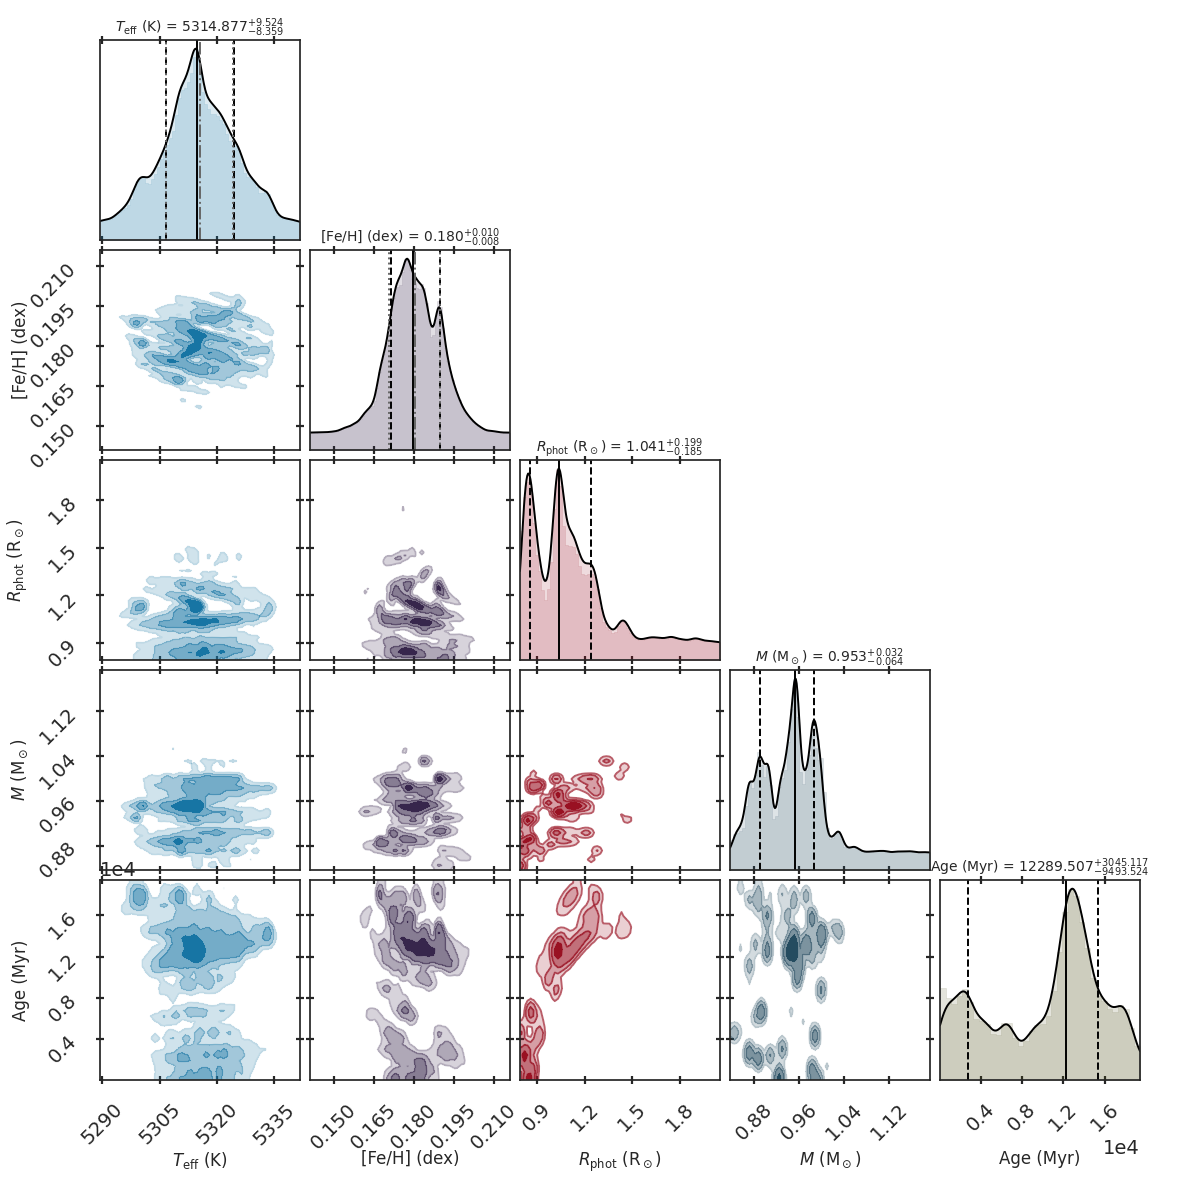 T_eff (K) = 5314.877 +9.524 −8.359
[Fe/H] (dex) = 0.180 +0.010 −0.008
[Fe/H] (dex)
0.210
0.195
0.180
0.165
0.150
R_phot (R⊙) = 1.041 +0.199 −0.185
R_phot (R⊙)
1.8
1.5
1.2
0.9
M (M⊙) = 0.953 +0.032 −0.064
M (M⊙)
1.12
1.04
0.96
0.88
1e4
Age (Myr) = 12289.507 +3045.117 −9493.524
Age (Myr)
1.6
1.2
0.8
0.4
5290 5305 5320 5335
0.150 0.165 0.180 0.195 0.210
0.9 1.2 1.5 1.8
0.88 0.96 1.04 1.12
0.4 0.8 1.2 1.6
1e4
T_eff (K) [Fe/H] (dex) R_phot (R⊙) M (M⊙) Age (Myr)